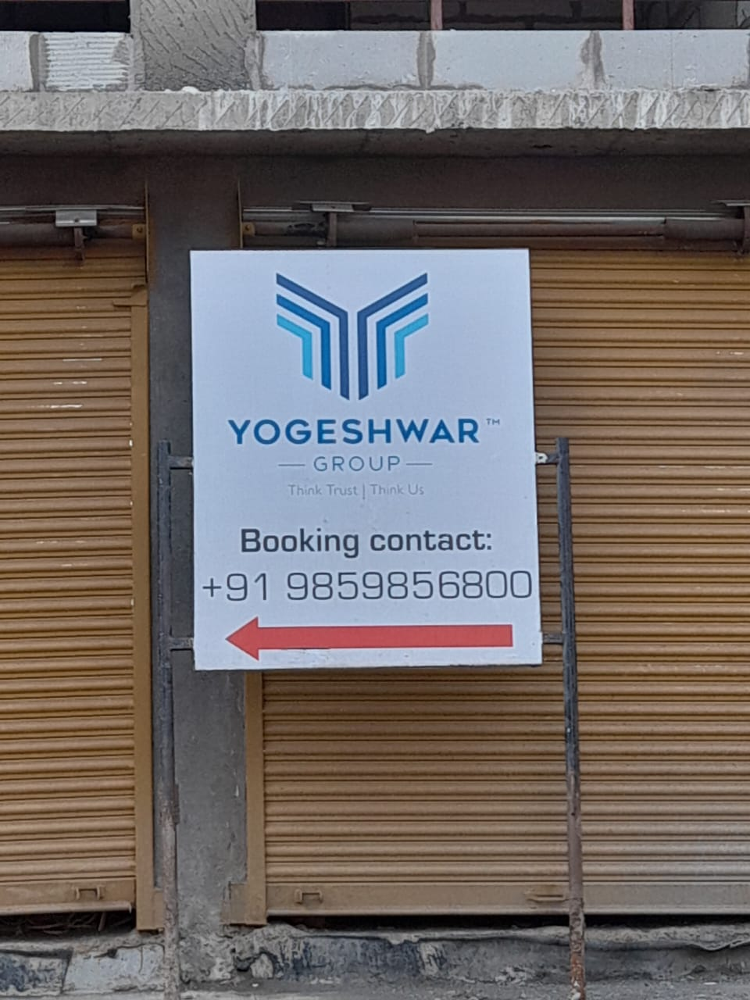 YOGESHWAR™
GROUP
Think Trust | Think Us
Booking contact:
+91 9859856800